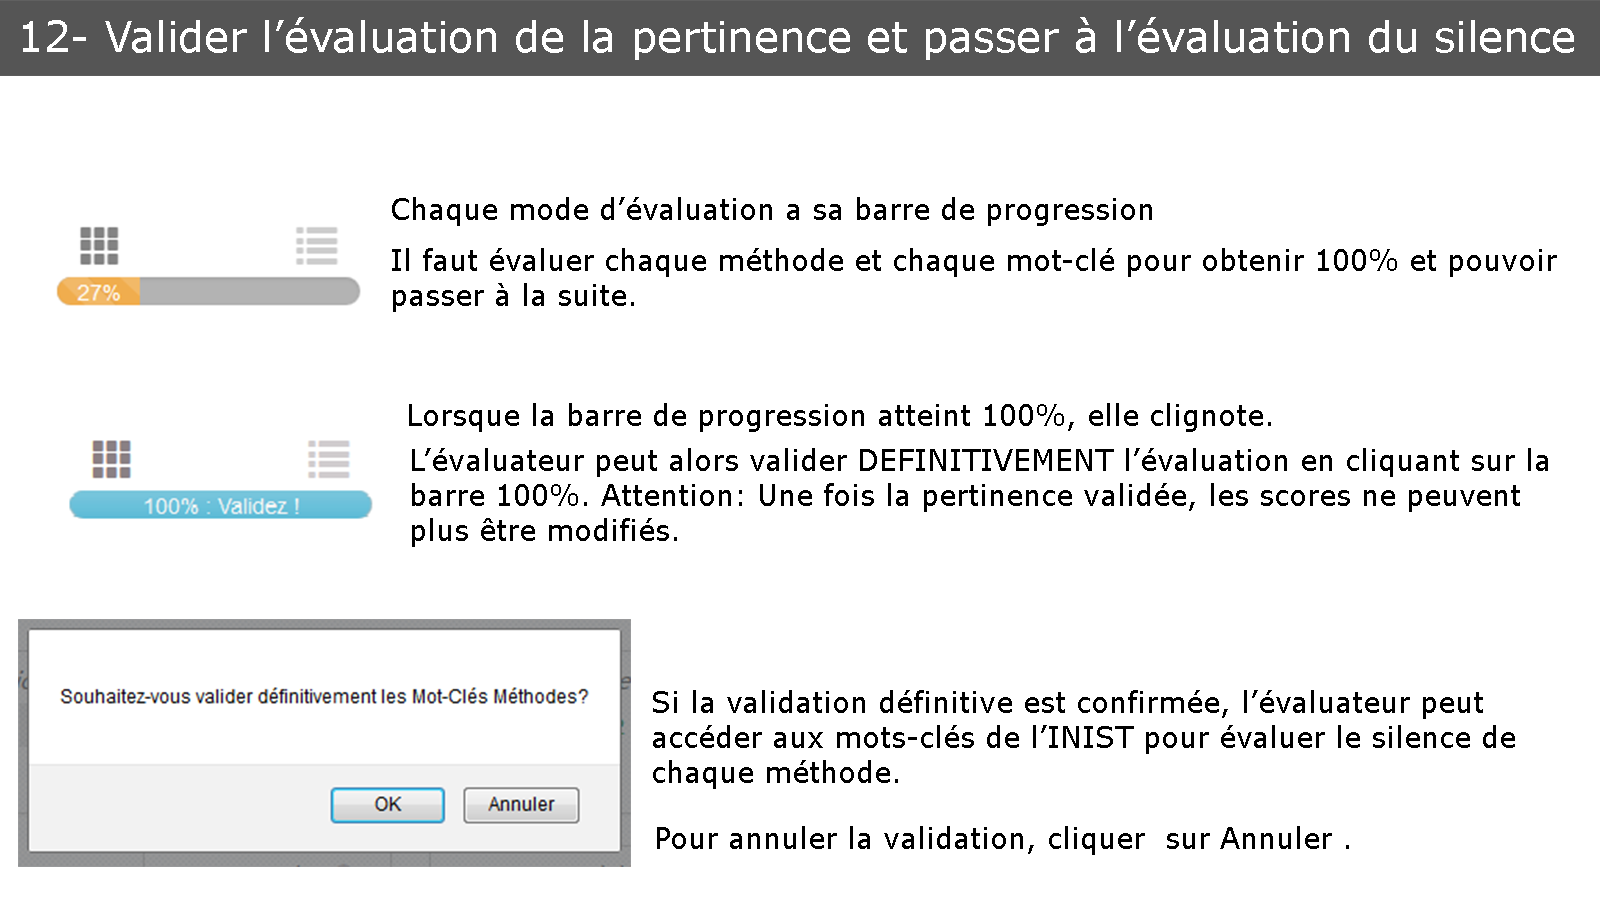 12- Valider l’évaluation de la pertinence et passer à l’évaluation du silence
Chaque mode d’évaluation a sa barre de progression
Il faut évaluer chaque méthode et chaque mot-clé pour obtenir 100% et pouvoir
passer à la suite.
27%
Lorsque la barre de progression atteint 100%, elle clignote.
L’évaluateur peut alors valider DEFINITIVEMENT l’évaluation en cliquant sur la
barre 100%. Attention: Une fois la pertinence validée, les scores ne peuvent
plus être modifiés.
100% : Validez !
Souhaitez-vous valider définitivement les Mot-Clés Méthodes?
OK
Annuler
Si la validation définitive est confirmée, l’évaluateur peut
accéder aux mots-clés de l’INIST pour évaluer le silence de
chaque méthode.
Pour annuler la validation, cliquer  sur Annuler .